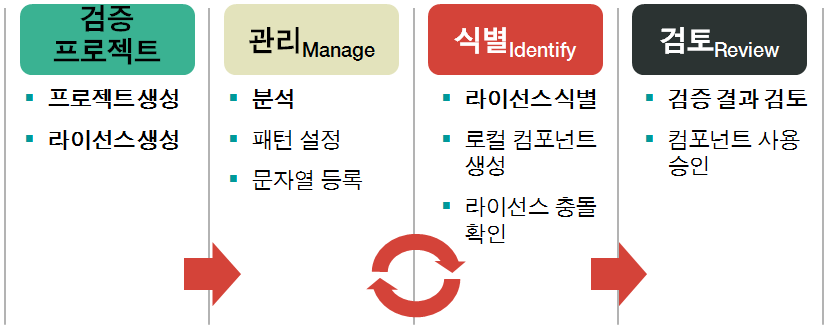 검증
프로젝트
프로젝트 생성
라이선스 생성
관리Manage
분석
패턴 설정
문자열 등록
식별Identify
라이선스 식별
로컬 컴포넌트
생성
라이선스 충돌
확인
검토Review
검증 결과 검토
컴포넌트 사용
승인